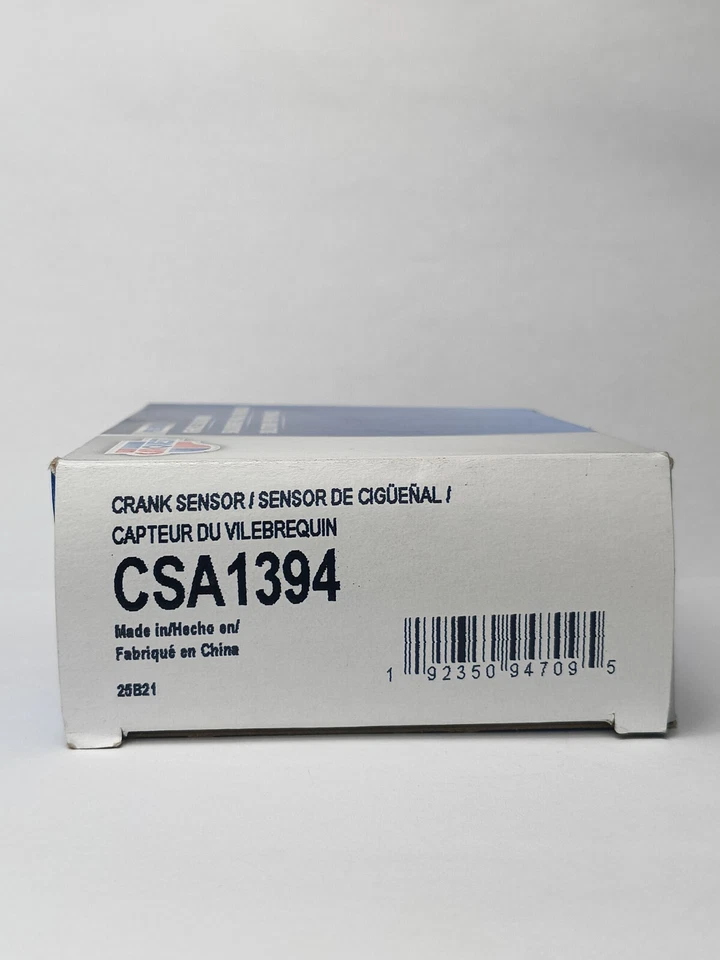 CRANK SENSOR / SENSOR DE CIGÜEÑAL /
CAPTEUR DU VILEBREQUIN
CSA1394
Made in/Hecho en/
Fabriqué en China
25B21
1 92350 94709 5